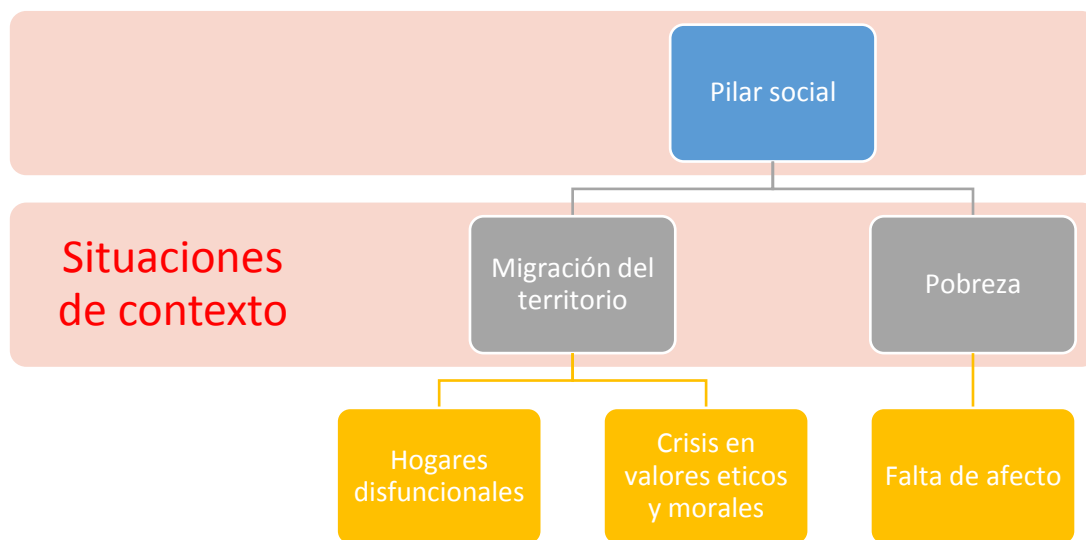 Pilar social
Situaciones
de contexto
Migración del
territorio
Pobreza
Hogares
disfuncionales
Crisis en
valores eticos
y morales
Falta de afecto